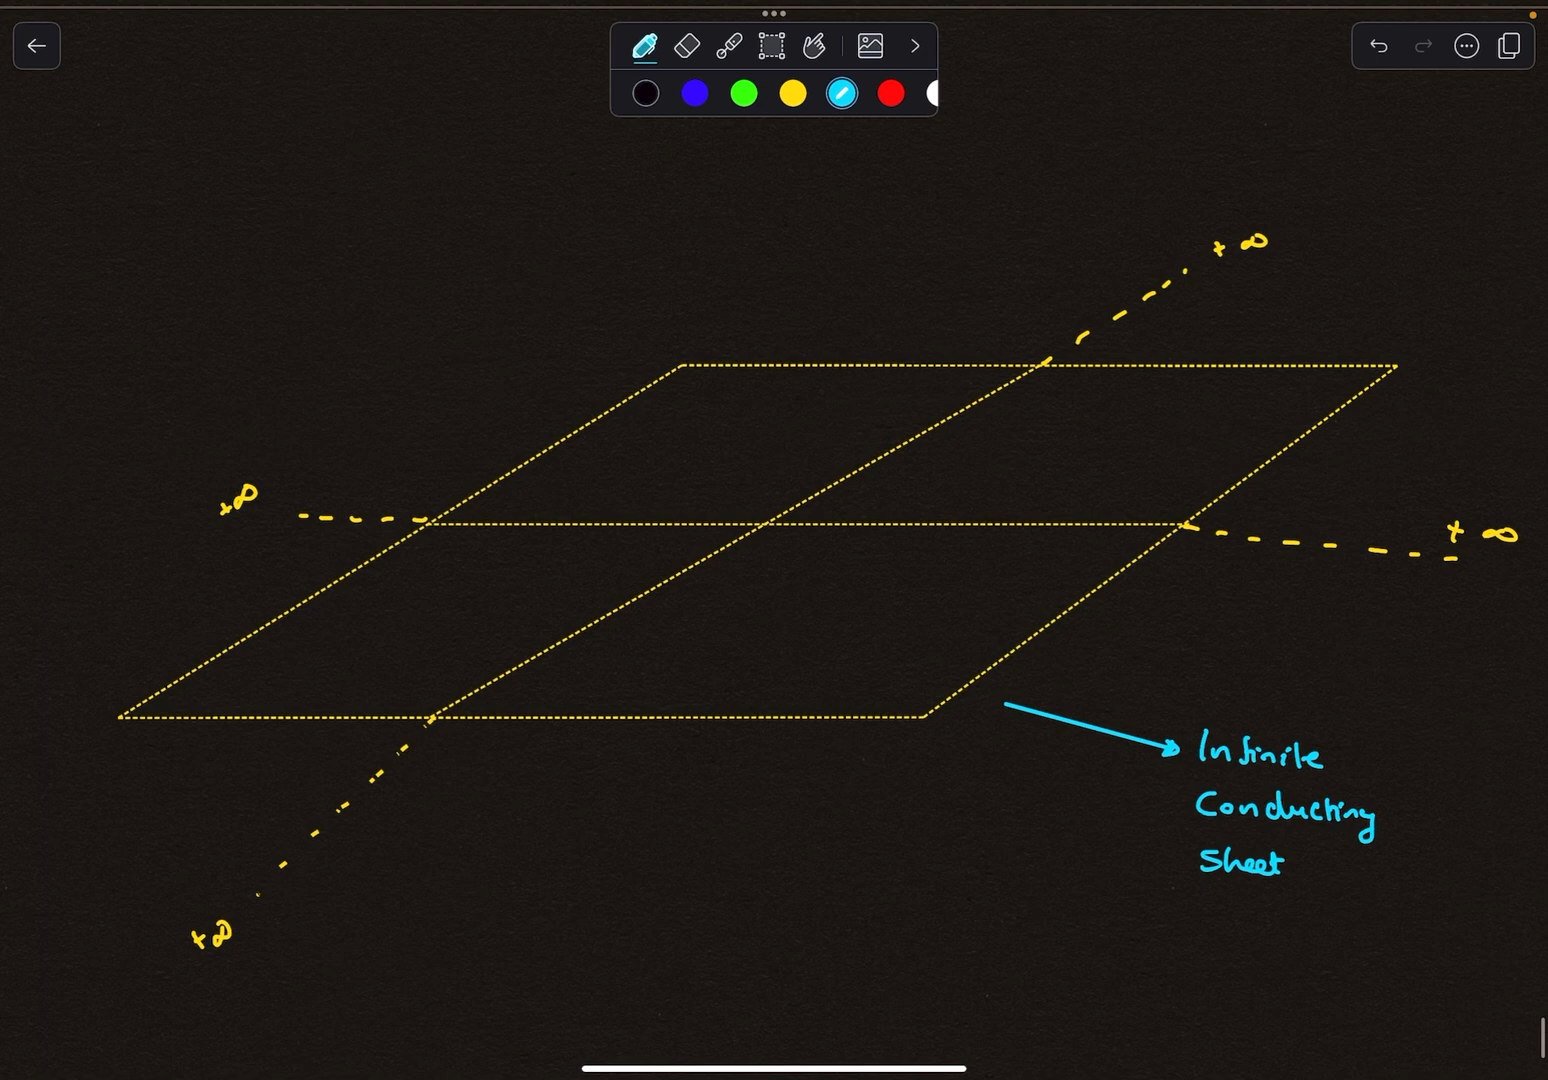 + ∞
+∞
+ ∞
Infinite
Conducting
Sheet
+∞